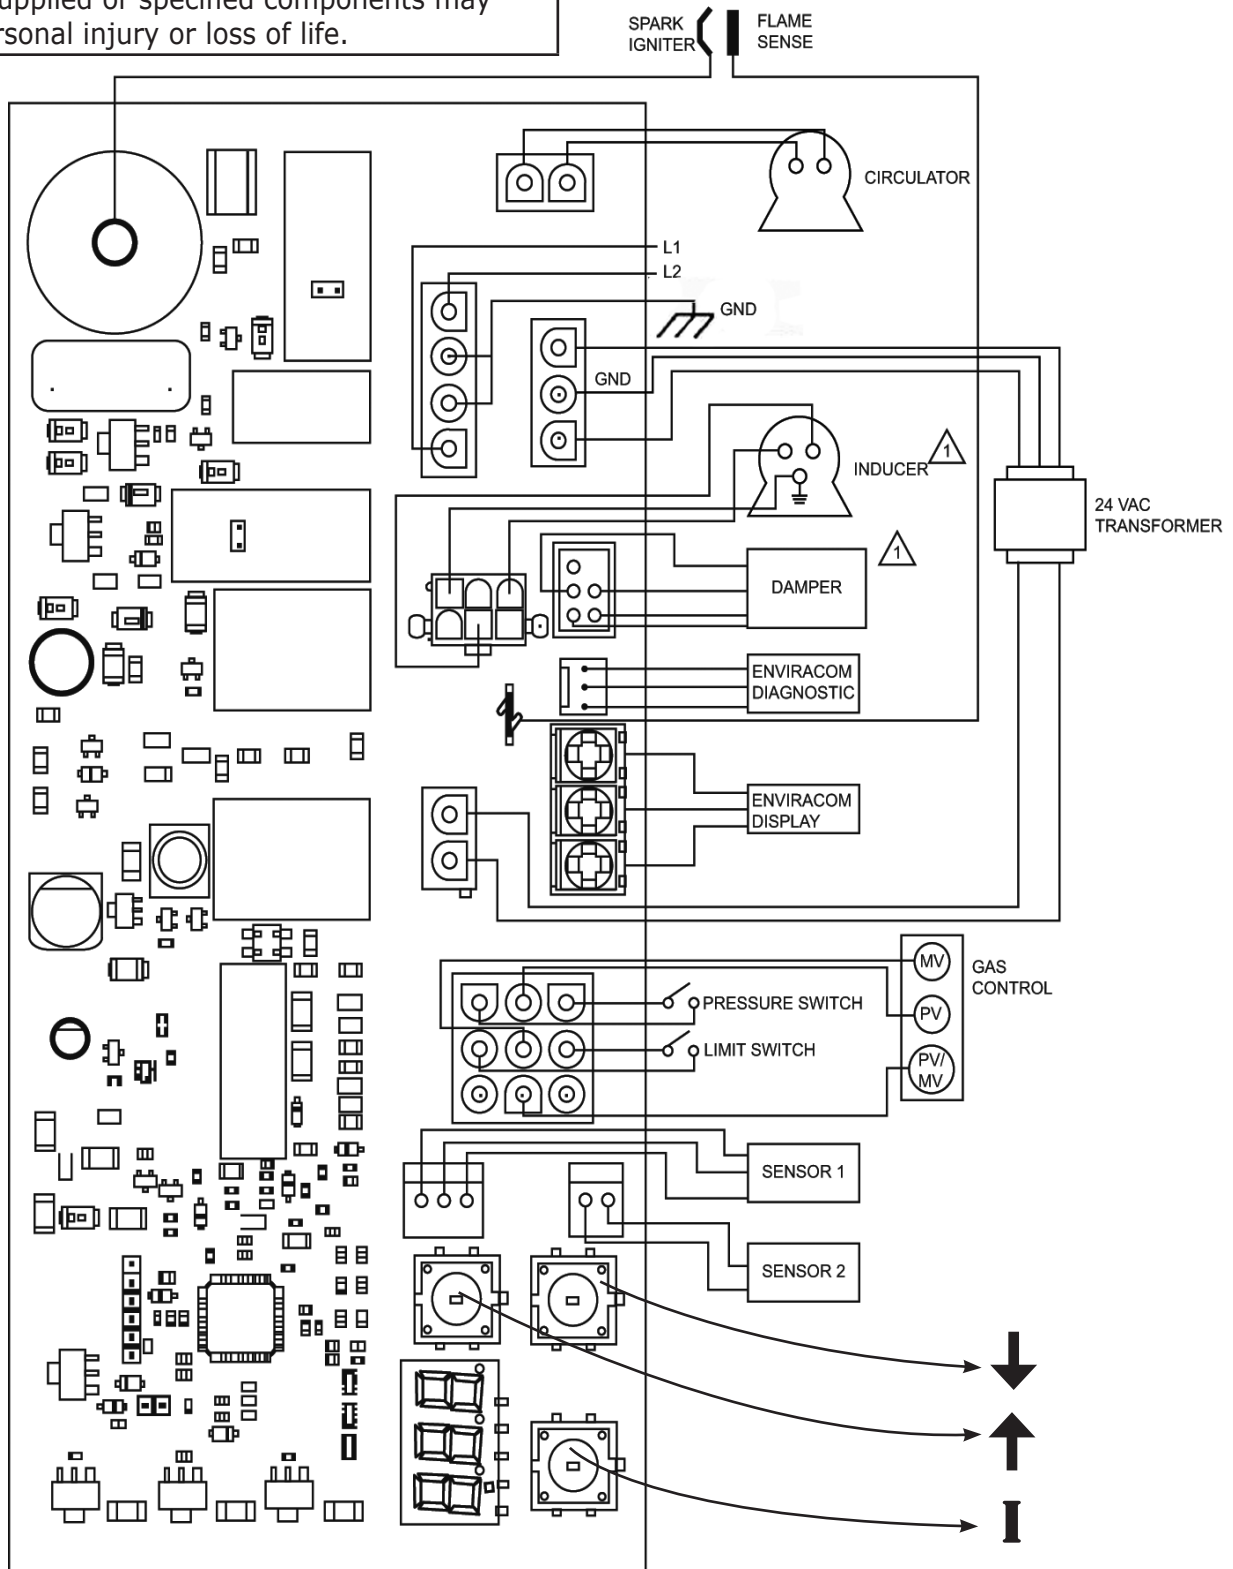 supplied or specified components may
rsonal injury or loss of life.
SPARK
IGNITER
FLAME
SENSE
CIRCULATOR
L1
L2
GND
GND
INDUCER
1
24 VAC
TRANSFORMER
DAMPER
1
ENVIRACOM
DIAGNOSTIC
ENVIRACOM
DISPLAY
MV
GAS
CONTROL
PRESSURE SWITCH
PV
LIMIT SWITCH
PV/
MV
SENSOR 1
SENSOR 2
I